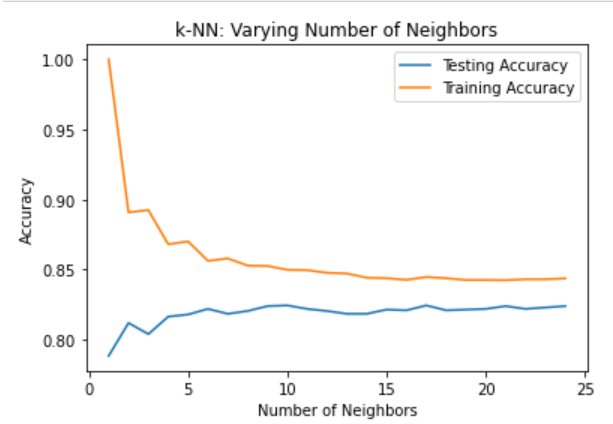 k-NN: Varying Number of Neighbors
Testing Accuracy
Training Accuracy
1.00
0.95
0.90
0.85
0.80
Accuracy
0
5
10
15
20
25
Number of Neighbors